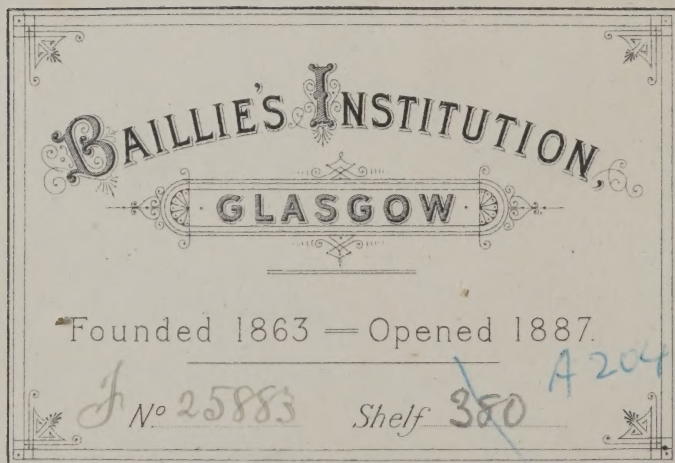 BAILLIE'S INSTITUTION,
GLASGOW
Founded 1863 = Opened 1887.
No 25883 Shelf 380 A 204